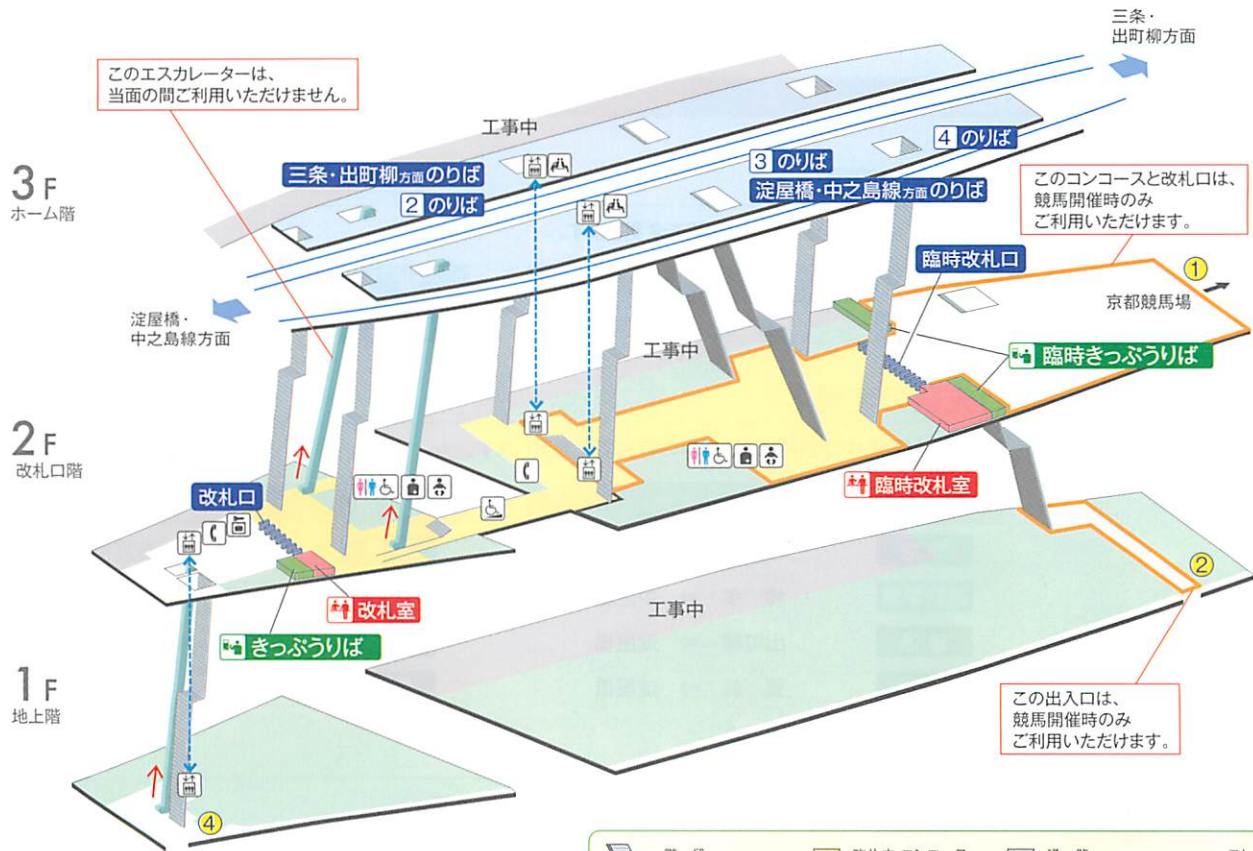 三条・
出町柳方面
このエスカレーターは、
当面の間ご利用いただけません。
工事中
3F
ホーム階
三条・出町柳方面のりば
2 のりば
3 のりば
4 のりば
淀屋橋・中之島線方面のりば
このコンコースと改札口は、
競馬開催時のみ
ご利用いただけます。
臨時改札口
1
京都競馬場
淀屋橋・
中之島線方面
工事中
臨時きっぷうりば
2F
改札口階
改札口
臨時改札室
改札室
きっぷうりば
工事中
2
1F
地上階
この出入口は、
競馬開催時のみ
ご利用いただけます。
4